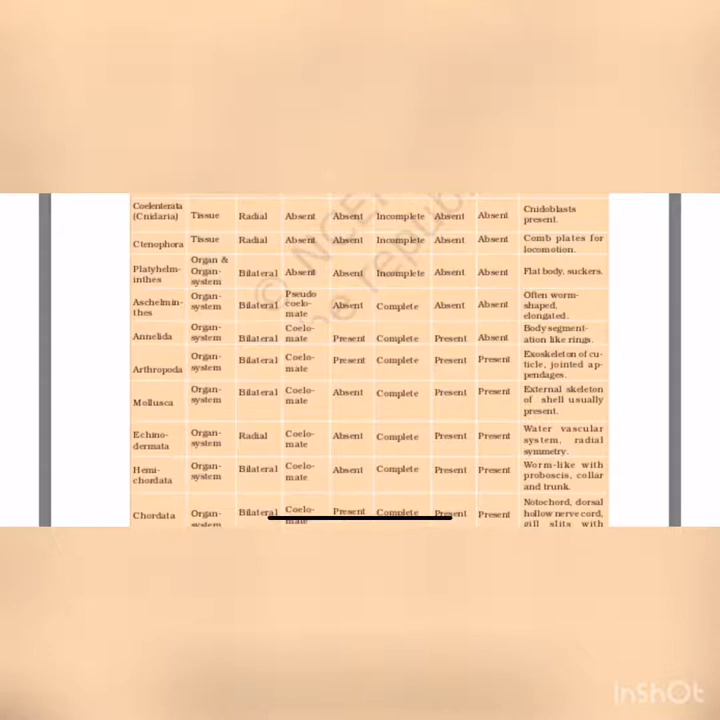 Coelenterata (Cnidaria) Tissue Radial Absent Absent Incomplete Absent Absent Cnidoblasts present.
Ctenophora Tissue Radial Absent Absent Incomplete Absent Absent Comb plates for locomotion.
Platyhelm-inthes Organ & Organ-system Bilateral Absent Absent Incomplete Absent Absent Flat body, suckers.
Aschelmin-thes Organ-system Bilateral Pseudo coelo-mate Absent Complete Absent Absent Often worm-shaped, elongated.
Annelida Organ-system Bilateral Coelo-mate Present Complete Present Absent Body segment-ation like rings.
Arthropoda Organ-system Bilateral Coelo-mate Present Complete Present Present Exoskeleton of cu-ticle, jointed ap-pendages.
Mollusca Organ-system Bilateral Coelo-mate Absent Complete Present Present External skeleton of shell usually present.
Echino-dermata Organ-system Radial Coelo-mate Absent Complete Present Present Water vascular system, radial symmetry.
Hemi-chordata Organ-system Bilateral Coelo-mate Absent Complete Present Present Worm-like with proboscis, collar and trunk.
Chordata Organ-system Bilateral Coelo-mate Present Complete Present Present Notochord, dorsal hollow nerve cord, gill slits with
InShOt